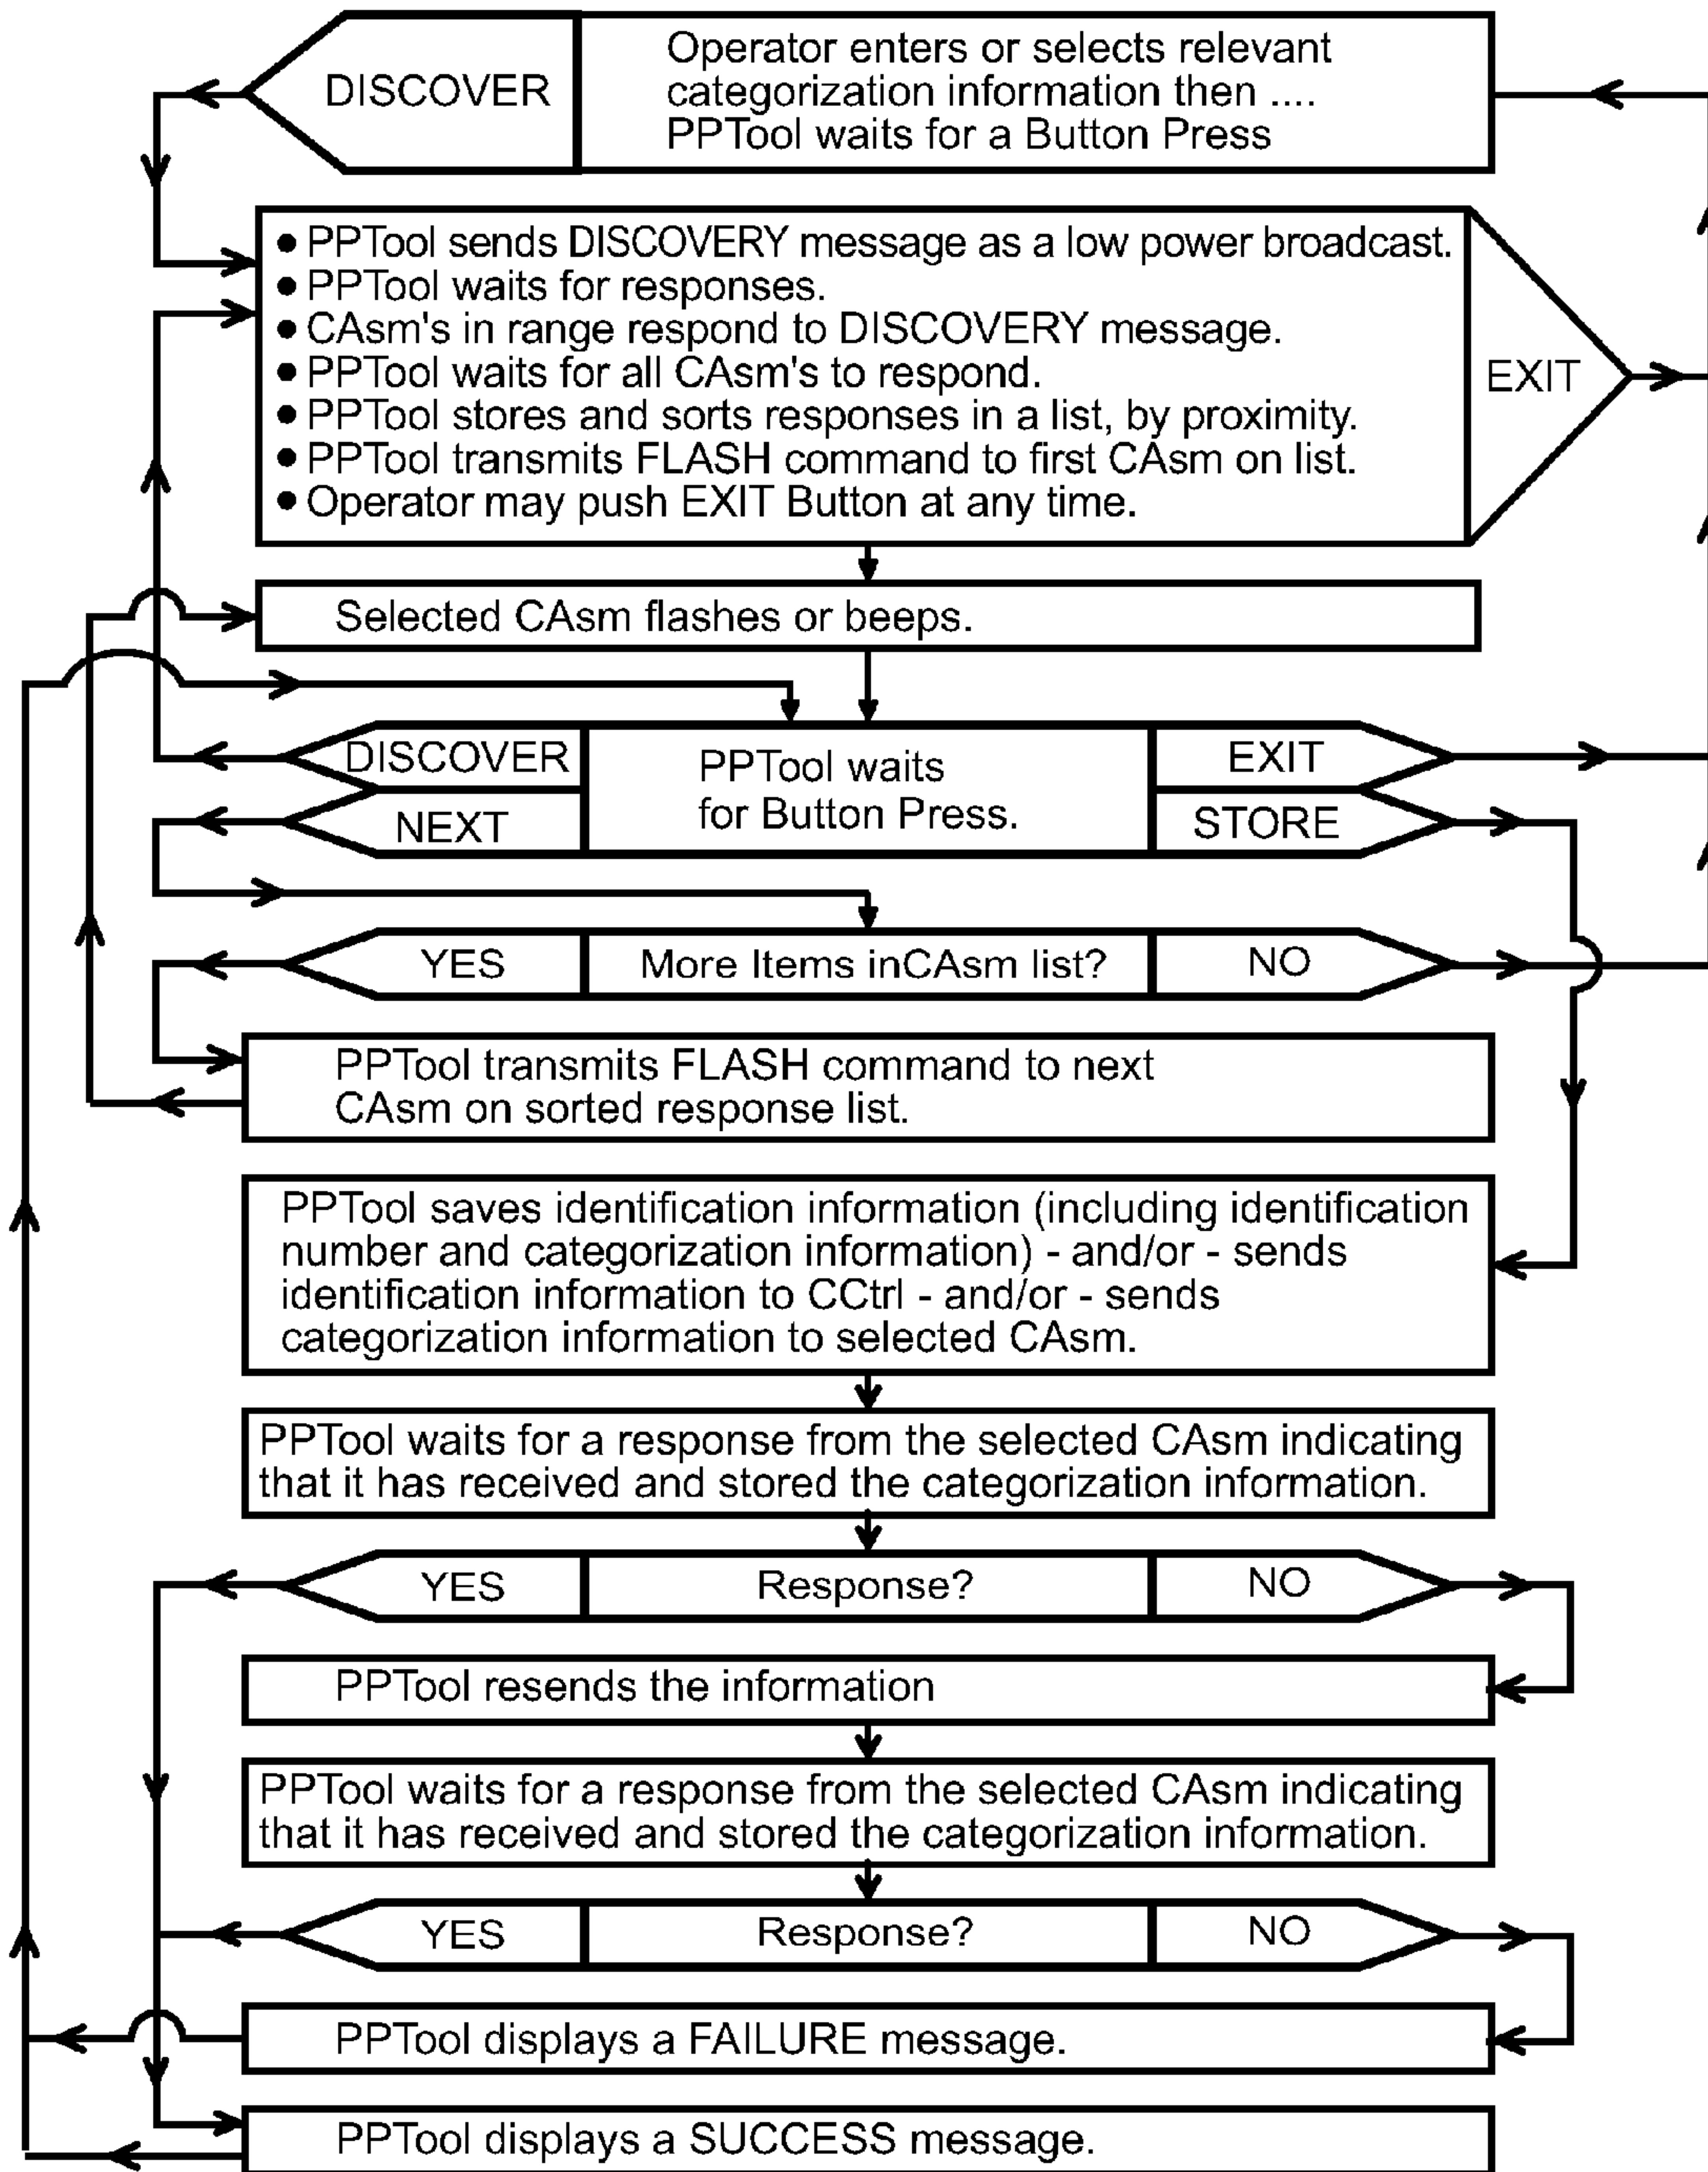 DISCOVER
Operator enters or selects relevant
categorization information then ....
PPTool waits for a Button Press
● PPTool sends DISCOVERY message as a low power broadcast.
● PPTool waits for responses.
● CAsm's in range respond to DISCOVERY message.
● PPTool waits for all CAsm's to respond.
● PPTool stores and sorts responses in a list, by proximity.
● PPTool transmits FLASH command to first CAsm on list.
● Operator may push EXIT Button at any time.
EXIT
Selected CAsm flashes or beeps.
DISCOVER
NEXT
PPTool waits
for Button Press.
EXIT
STORE
YES
More Items inCAsm list?
NO
PPTool transmits FLASH command to next
CAsm on sorted response list.
PPTool saves identification information (including identification
number and categorization information) - and/or - sends
identification information to CCtrl - and/or - sends
categorization information to selected CAsm.
PPTool waits for a response from the selected CAsm indicating
that it has received and stored the categorization information.
YES
Response?
NO
PPTool resends the information
PPTool waits for a response from the selected CAsm indicating
that it has received and stored the categorization information.
YES
Response?
NO
PPTool displays a FAILURE message.
PPTool displays a SUCCESS message.